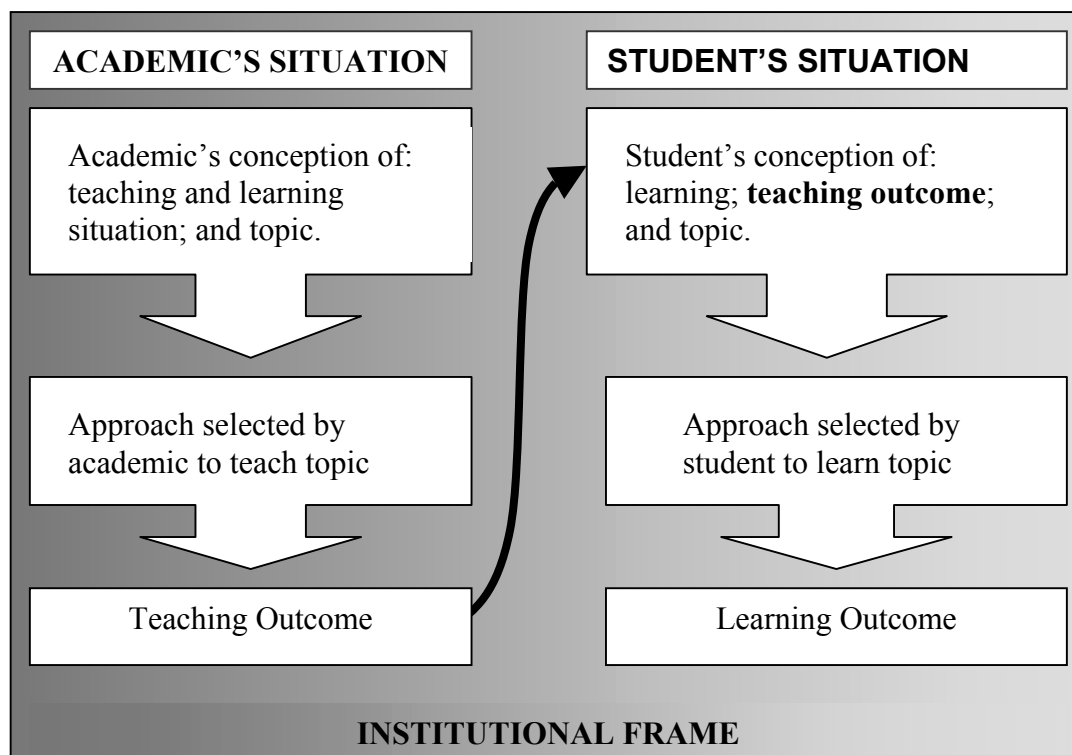 ACADEMIC’S SITUATION
Academic’s conception of:
teaching and learning
situation; and topic.
Approach selected by
academic to teach topic
Teaching Outcome
STUDENT’S SITUATION
Student’s conception of:
learning; teaching outcome;
and topic.
Approach selected by
student to learn topic
Learning Outcome
INSTITUTIONAL FRAME